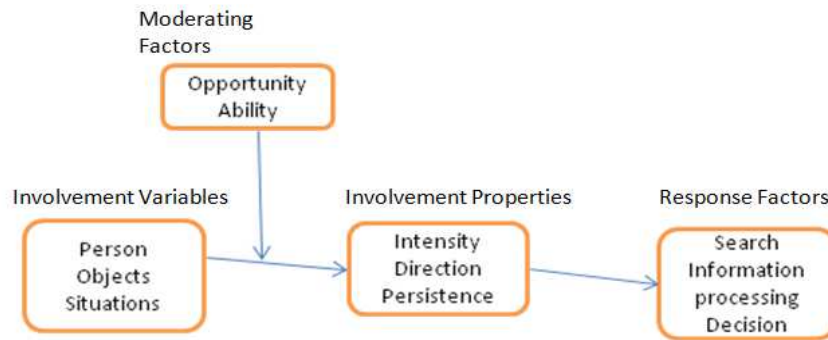 Moderating
Factors
Opportunity
Ability
Involvement Variables
Person
Objects
Situations
Involvement Properties
Intensity
Direction
Persistence
Response Factors
Search
Information
processing
Decision